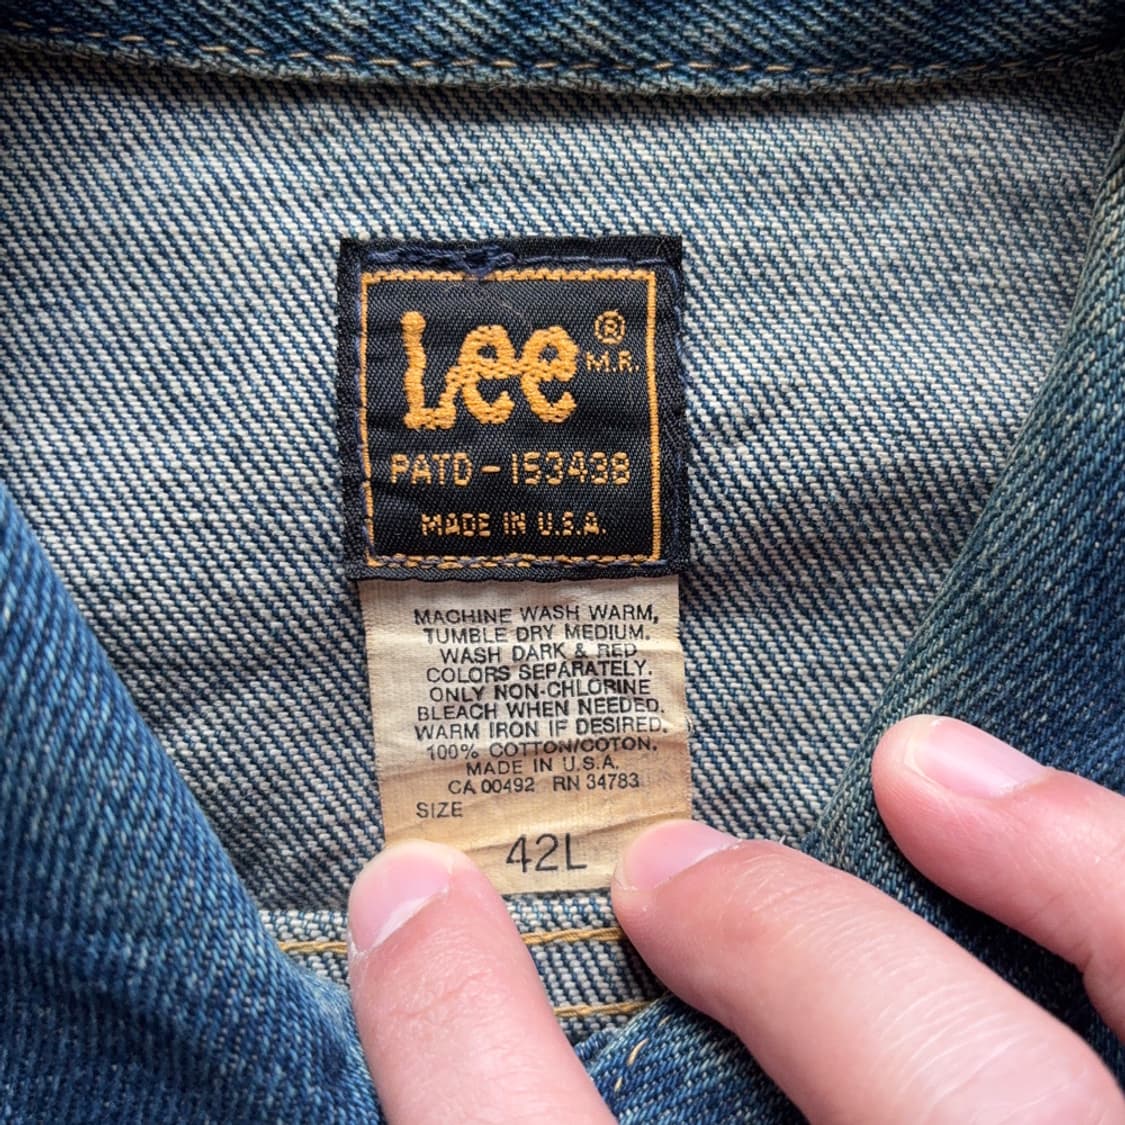 Lee ®
M.R.
PATD-153438
MADE IN U.S.A.
MACHINE WASH WARM,
TUMBLE DRY MEDIUM.
WASH DARK & RED
COLORS SEPARATELY.
ONLY NON-CHLORINE
BLEACH WHEN NEEDED.
WARM IRON IF DESIRED.
100% COTTON/COTON.
MADE IN U.S.A.
CA 00492 RN 34783
SIZE
42L